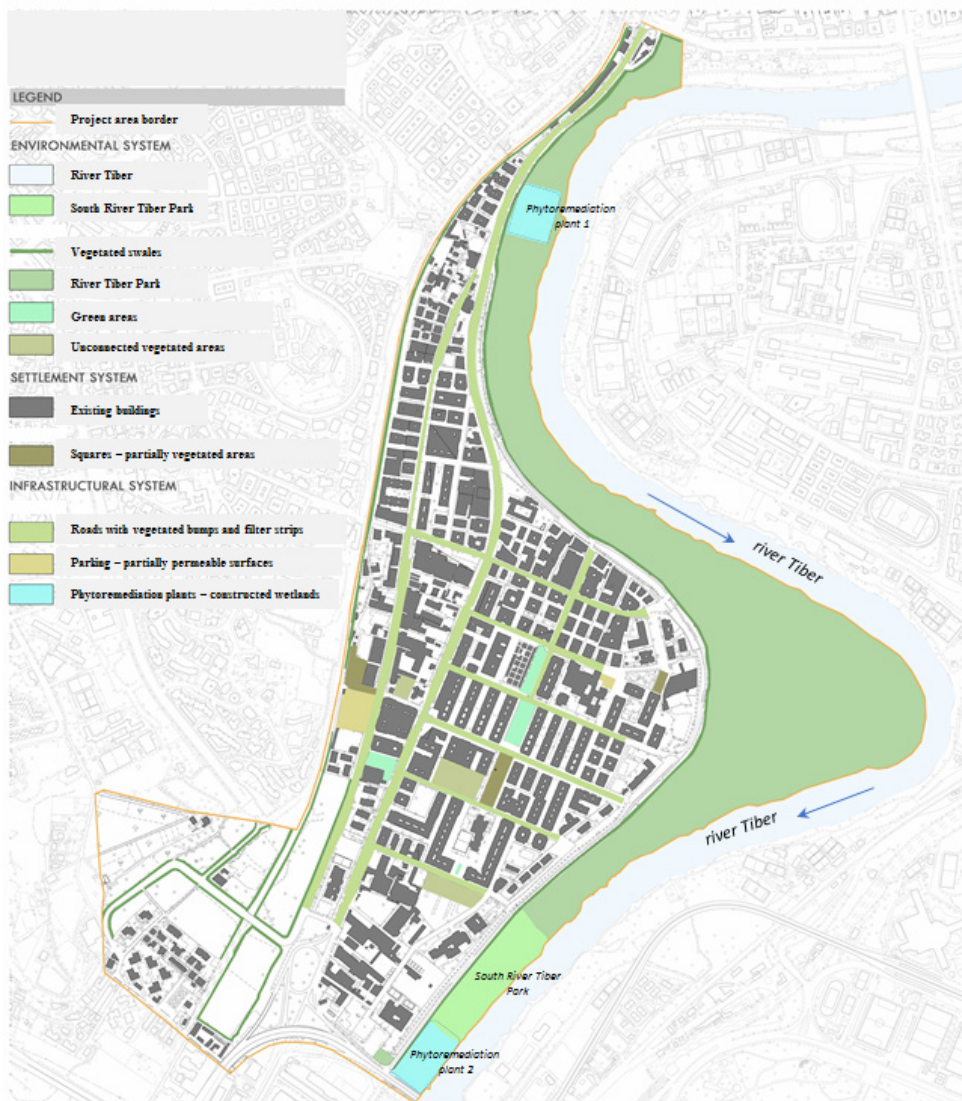 LEGEND
Project area border
ENVIRONMENTAL SYSTEM
River Tiber
South River Tiber Park
Vegetated swales
River Tiber Park
Green areas
Unconnected vegetated areas
SETTLEMENT SYSTEM
Existing buildings
Squares – partially vegetated areas
INFRASTRUCTURAL SYSTEM
Roads with vegetated bumps and filter strips
Parking – partially permeable surfaces
Phytoremediation plants – constructed wetlands
Phytoremediation
plant 1
river Tiber
river Tiber
South River Tiber
Park
Phytoremediation
plant 2